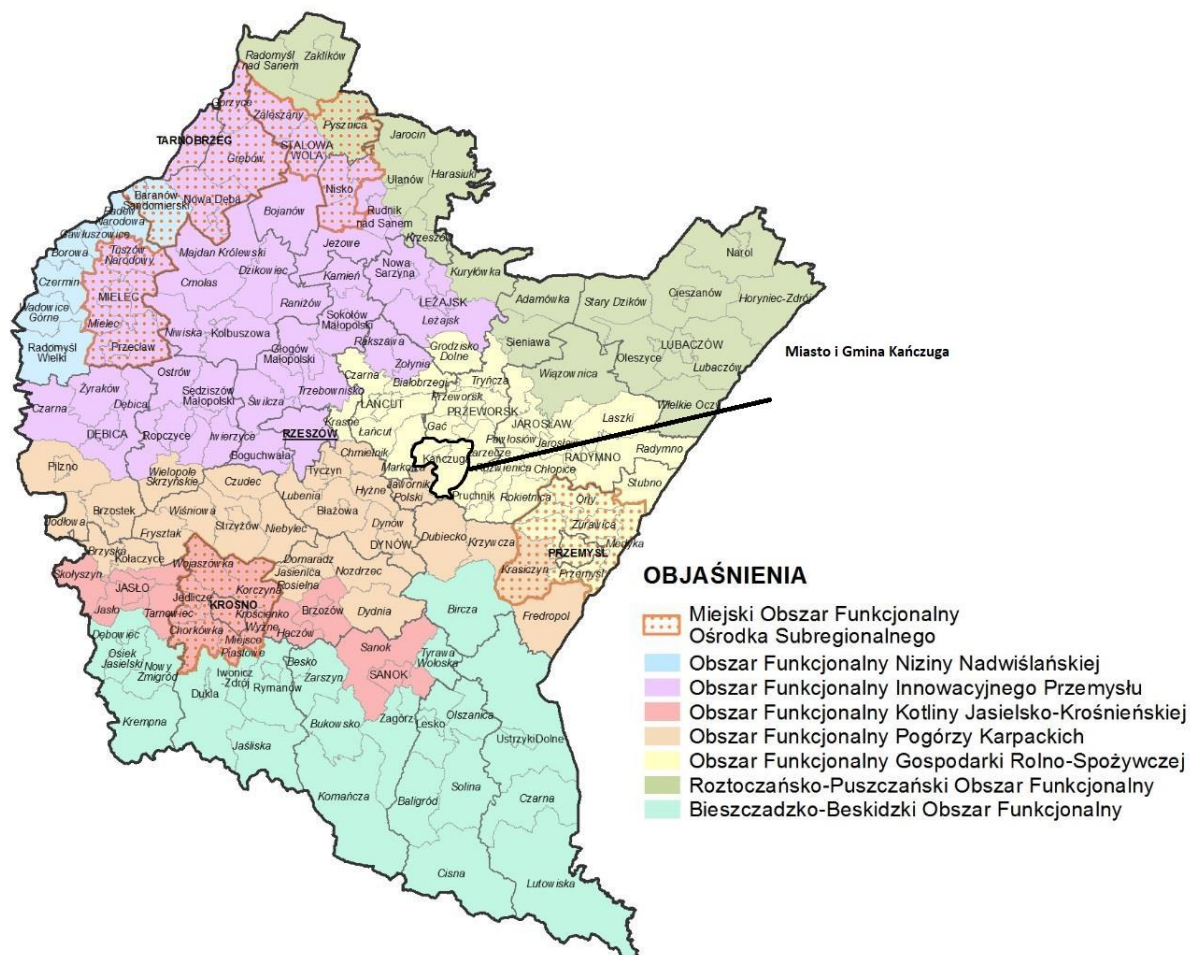 Radomyśl
nad Sanem
Zaklików
Gorzyce
Zaleszany
Pysznica
TARNOBRZEG
STALOWA
WOLA
Jarocin
Grębów
Harasiuki
Ulanów
Nisko
Baranów
Sandomierski
Nowa Dęba
Rudnik
nad Sanem
Bojanów
Padew
Narodowa
Gawłuszowice
Krzeszów
Borowa
Tuszów
Narodowy
Jeżowe
Majdan Królewski
Nowa
Sarzyna
Narol
Dzikowiec
Kuryłówka
Czermin
Kamień
Cieszanów
Cmolas
Adamówka
Stary Dzików
Horyniec-Zdrój
MIELEC
Raniżów
LEŻAJSK
Wadowice
Górne
Sokołów
Małopolski
Leżajsk
Mielec
Niwiska
Kolbuszowa
Sieniawa
LUBACZÓW
Radomyśl
Wielki
Przecław
Głogów
Małopolski
Rakszawa
Grodzisko
Dolne
Oleszyce
Miasto i Gmina Kańczuga
Żołynia
Wiązownica
Lubaczów
Ostrów
Czarna
Białobrzegi
Tryńcza
Żyraków
Sędziszów
Małopolski
Trzebownisko
Przeworsk
Czarna
Dębica
Świlcza
ŁAŃCUT
PRZEWORSK
Wielkie Oczy
Krasne
JAROSŁAW
Laszki
DĘBICA
Ropczyce
Iwierzyce
RZESZÓW
Łańcut
Gać
Pawłosiów
Jarosław
Radymno
Boguchwała
Chmielnik
Kańczuga
Zarzecze
RADYMNO
Pilzno
Wielopole
Skrzyńskie
Czudec
Tyczyn
Markowa
Roźwienica
Chłopice
Stubno
Lubenia
Hyżne
Jawornik
Polski
Pruchnik
Rokietnica
Orły
Brzostek
Wiśniowa
Błażowa
Jodłowa
Strzyżów
Niebylec
Dynów
Dubiecko
Krzywcza
Żurawica
Frysztak
DYNÓW
Medyka
PRZEMYŚL
Brzyska
Kołaczyce
Domaradz
Krasiczyn
Przemyśl
Wojaszówka
Jasienica
Rosielna
Nozdrzec
Skołyszyn
JASŁO
Jedlicze
Korczyna
Fredropol
KROSNO
Brzozów
Bircza
Jasło
Tarnowiec
Krościenko
Wyżne
Dydnia
Dębowiec
Chorkówka
Haczów
Miejsce
Piastowe
Sanok
Osiek
Jasielski
Tyrawa
Wołoska
Nowy
Żmigród
Iwonicz
-Zdrój
Besko
Zarszyn
SANOK
Dukla
Rymanów
Krempna
Bukowsko
Zagórz
Lesko
Olszanica
UstrzykiDolne
Jaśliska
Solina
Komańcza
Baligród
Czarna
Cisna
Lutowiska
OBJAŚNIENIA
Miejski Obszar Funkcjonalny
Ośrodka Subregionalnego
Obszar Funkcjonalny Niziny Nadwiślańskiej
Obszar Funkcjonalny Innowacyjnego Przemysłu
Obszar Funkcjonalny Kotliny Jasielsko-Krośnieńskiej
Obszar Funkcjonalny Pogórzy Karpackich
Obszar Funkcjonalny Gospodarki Rolno-Spożywczej
Roztoczańsko-Puszczański Obszar Funkcjonalny
Bieszczadzko-Beskidzki Obszar Funkcjonalny